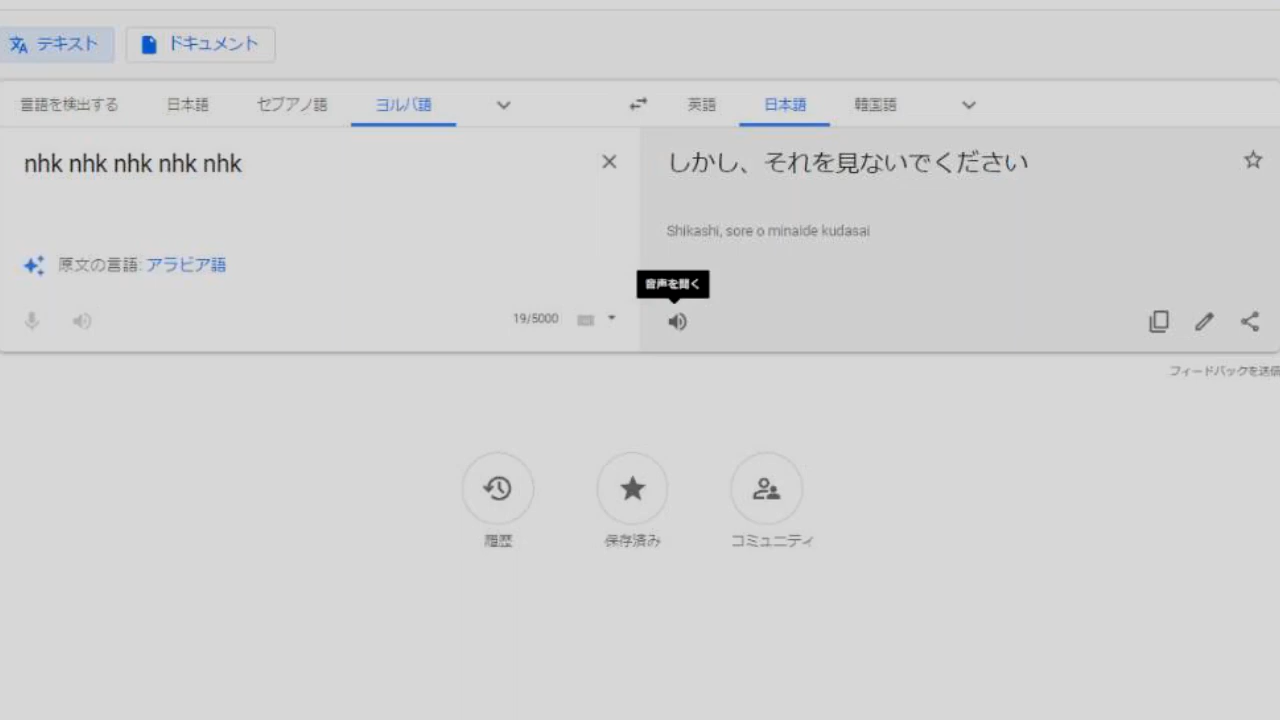 テキスト
ドキュメント
言語を検出する 日本語 セブアノ語 ヨルバ語 英語 日本語 韓国語
nhk nhk nhk nhk nhk
しかし、それを見ないでください
Shikashi, sore o minaide kudasai
原文の言語: アラビア語
音声を聞く
19/5000
フィードバックを送信
履歴
保存済み
コミュニティ